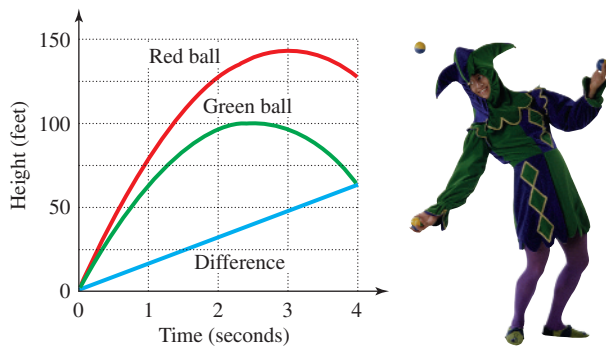 150
Red ball
Green ball
100
Height (feet)
50
Difference
0
0 1 2 3 4
Time (seconds)